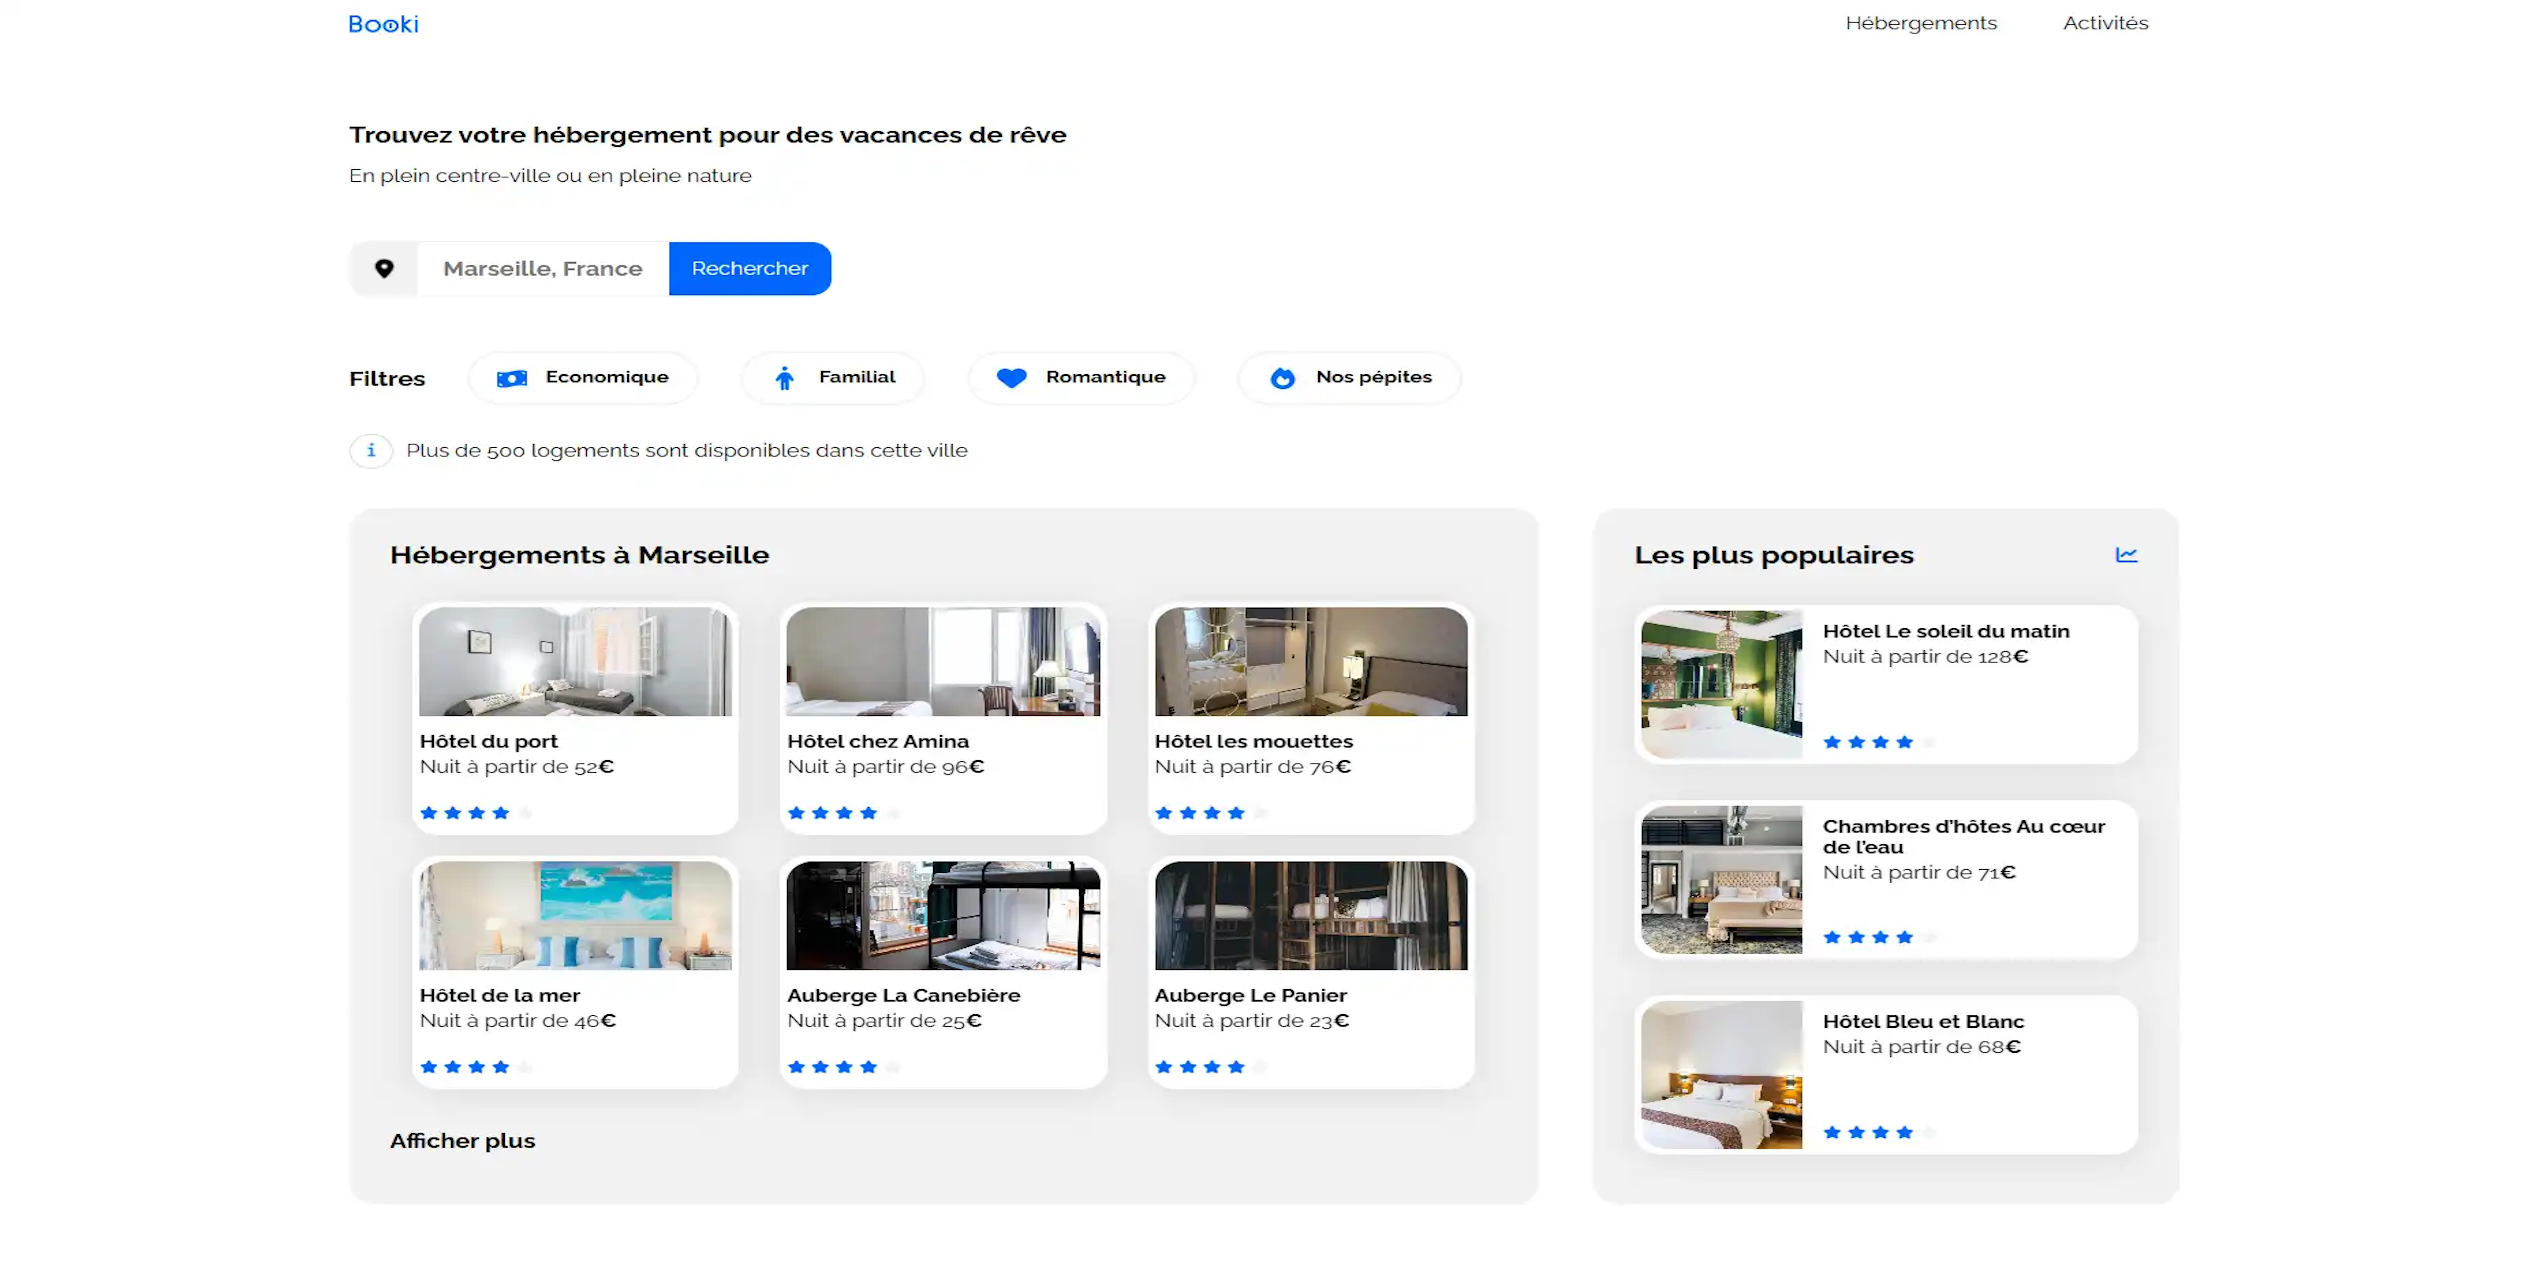 Booki
Hébergements
Activités
Trouvez votre hébergement pour des vacances de rêve
En plein centre-ville ou en pleine nature
Marseille, France
Rechercher
Filtres
Economique
Familial
Romantique
Nos pépites
i Plus de 500 logements sont disponibles dans cette ville
Hébergements à Marseille
Hôtel du port
Nuit à partir de 52€
Hôtel chez Amina
Nuit à partir de 96€
Hôtel les mouettes
Nuit à partir de 76€
Hôtel de la mer
Nuit à partir de 46€
Auberge La Canebière
Nuit à partir de 25€
Auberge Le Panier
Nuit à partir de 23€
Afficher plus
Les plus populaires
Hôtel Le soleil du matin
Nuit à partir de 128€
Chambres d'hôtes Au cœur
de l'eau
Nuit à partir de 71€
Hôtel Bleu et Blanc
Nuit à partir de 68€